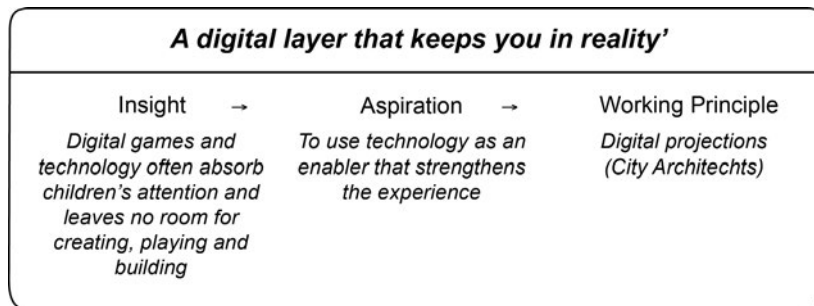 A digital layer that keeps you in reality’
Insight → Aspiration → Working Principle
Digital games and
technology often absorb
children’s attention and
leaves no room for
creating, playing and
building
To use technology as an
enabler that strengthens
the experience
Digital projections
(City Architechts)